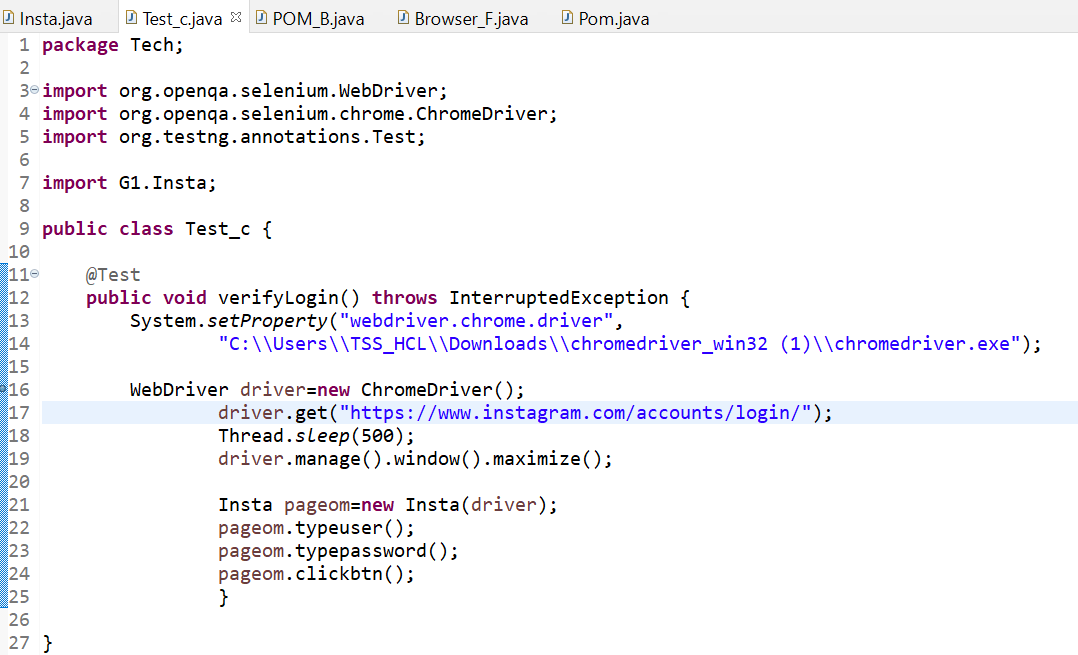 Insta.java Test_c.java POM_B.java Browser_F.java Pom.java
1 package Tech;
2
3 import org.openqa.selenium.WebDriver;
4 import org.openqa.selenium.chrome.ChromeDriver;
5 import org.testng.annotations.Test;
6
7 import G1.Insta;
8
9 public class Test_c {
10
11 @Test
12 public void verifyLogin() throws InterruptedException {
13 System.setProperty("webdriver.chrome.driver",
14 "C:\\Users\\TSS_HCL\\Downloads\\chromedriver_win32 (1)\\chromedriver.exe");
15
16 WebDriver driver=new ChromeDriver();
17 driver.get("https://www.instagram.com/accounts/login/");
18 Thread.sleep(500);
19 driver.manage().window().maximize();
20
21 Insta pageom=new Insta(driver);
22 pageom.typeuser();
23 pageom.typepassword();
24 pageom.clickbtn();
25 }
26
27 }